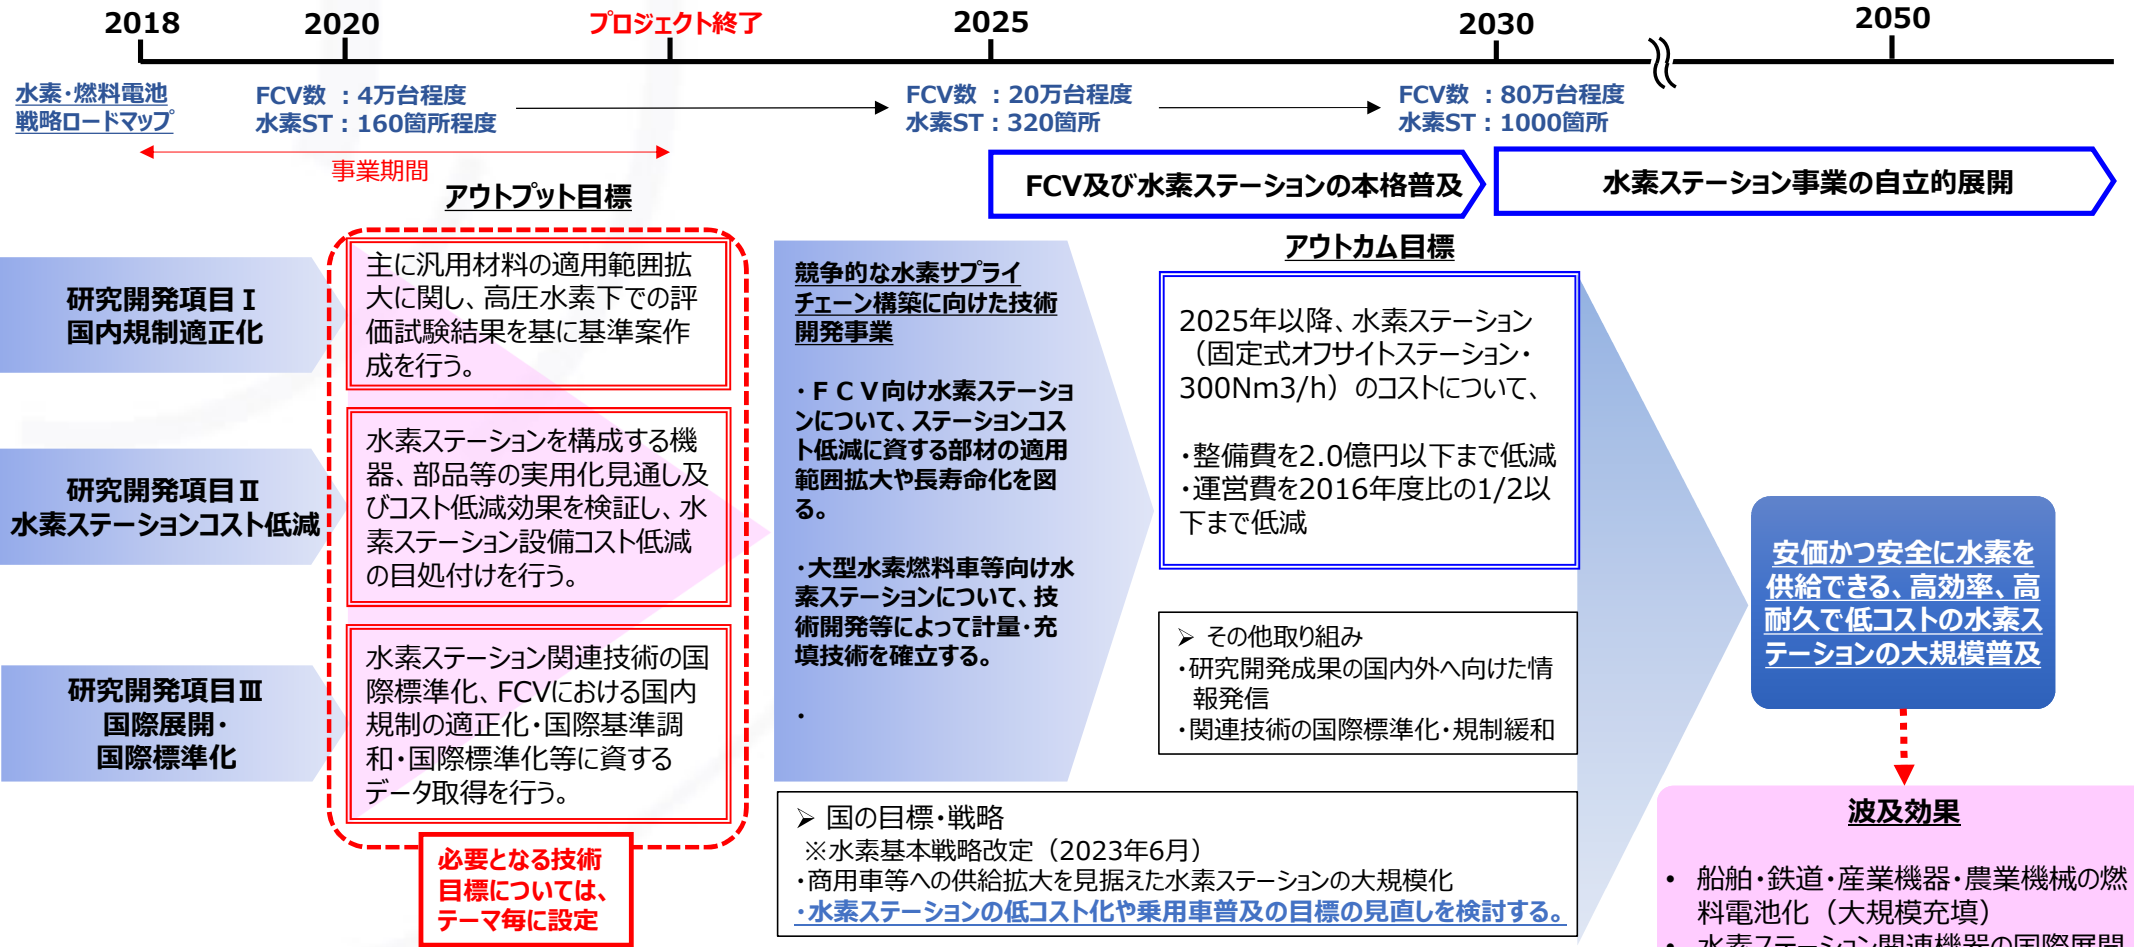 2018
2020
プロジェクト終了
2025
2030
2050
水素・燃料電池
戦略ロードマップ
FCV数 ：4万台程度
水素ST：160箇所程度
FCV数 ：20万台程度
水素ST：320箇所
FCV数 ：80万台程度
水素ST：1000箇所
事業期間
FCV及び水素ステーションの本格普及
水素ステーション事業の自立的展開
アウトプット目標
研究開発項目Ⅰ
国内規制適正化
主に汎用材料の適用範囲拡
大に関し、高圧水素下での評
価試験結果を基に基準案作
成を行う。
研究開発項目Ⅱ
水素ステーションコスト低減
水素ステーションを構成する機
器、部品等の実用化見通し及
びコスト低減効果を検証し、水
素ステーション設備コスト低減
の目処付けを行う。
研究開発項目Ⅲ
国際展開・
国際標準化
水素ステーション関連技術の国
際標準化、FCVにおける国内
規制の適正化・国際基準調
和・国際標準化等に資する
データ取得を行う。
必要となる技術
目標については、
テーマ毎に設定
競争的な水素サプライ
チェーン構築に向けた技術
開発事業
・ＦＣＶ向け水素ステーショ
ンについて、ステーションコス
ト低減に資する部材の適用
範囲拡大や長寿命化を図
る。
・大型水素燃料車等向け水
素ステーションについて、技
術開発等によって計量・充
填技術を確立する。
・
アウトカム目標
2025年以降、水素ステーション
（固定式オフサイトステーション・
300Nm3/h）のコストについて、
・整備費を2.0億円以下まで低減
・運営費を2016年度比の1/2以
下まで低減
➢ その他取り組み
・研究開発成果の国内外へ向けた情
報発信
・関連技術の国際標準化・規制緩和
➢ 国の目標・戦略
※水素基本戦略改定（2023年6月）
・商用車等への供給拡大を見据えた水素ステーションの大規模化
・水素ステーションの低コスト化や乗用車普及の目標の見直しを検討する。
安価かつ安全に水素を
供給できる、高効率、高
耐久で低コストの水素ス
テーションの大規模普及
波及効果
• 船舶・鉄道・産業機器・農業機械の燃
料電池化（大規模充填）
• 水素ステーション関連機器の国際展開